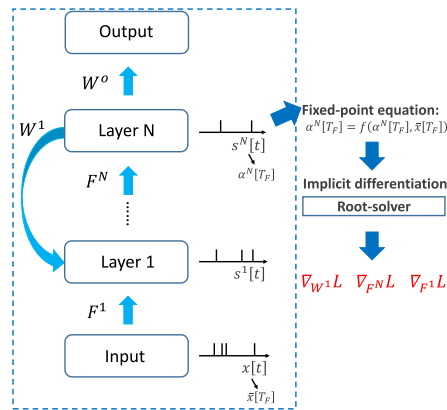 Output
W^o
W^1
Layer N
s^N[t]
α^N[T_F]
F^N
......
Layer 1
s^1[t]
F^1
Input
x[t]
x̄[T_F]
Fixed-point equation:
α^N[T_F] = f(α^N[T_F], x̄[T_F])
Implicit differentiation
Root-solver
∇_{W^1}L ∇_{F^N}L ∇_{F^1}L